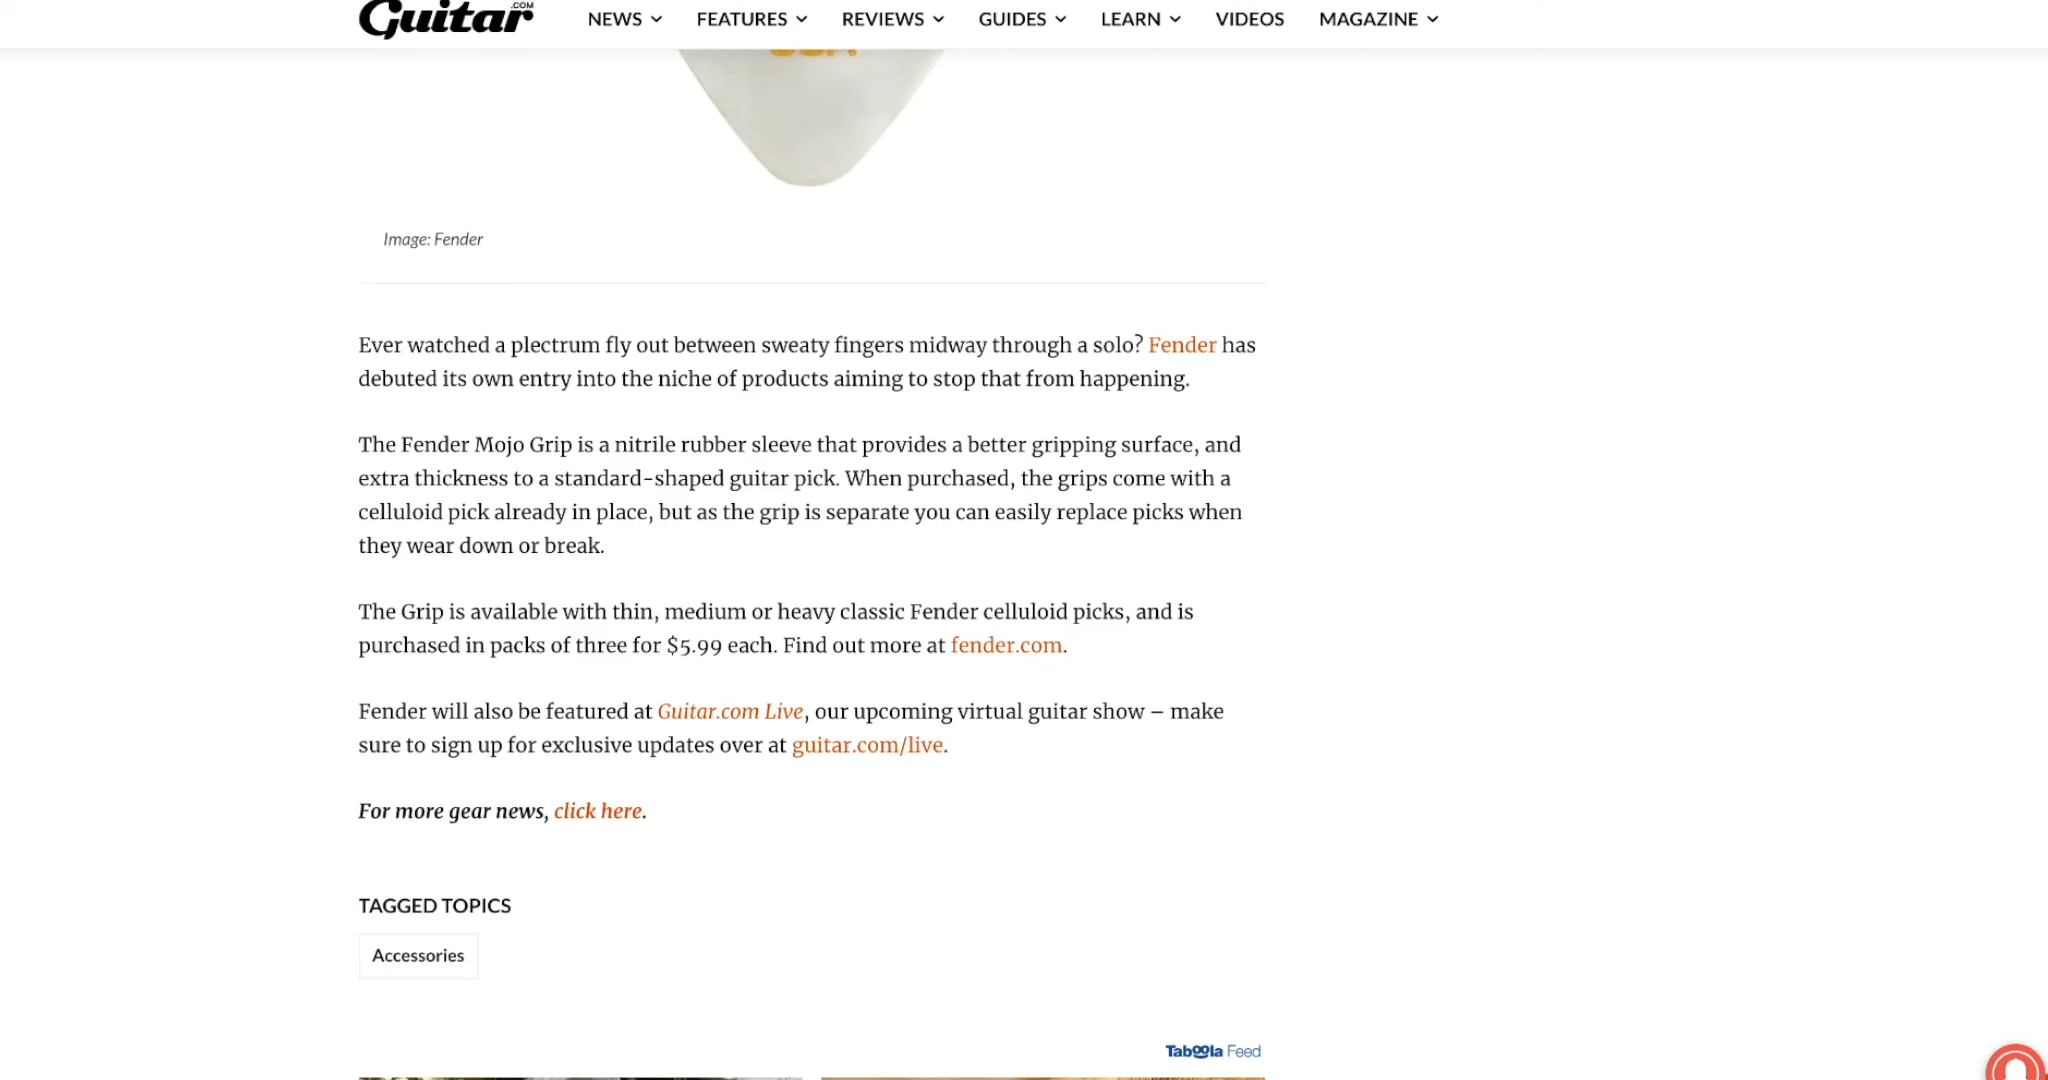 Guitar.COM NEWS FEATURES REVIEWS GUIDES LEARN VIDEOS MAGAZINE
Image: Fender
Ever watched a plectrum fly out between sweaty fingers midway through a solo? Fender has
debuted its own entry into the niche of products aiming to stop that from happening.
The Fender Mojo Grip is a nitrile rubber sleeve that provides a better gripping surface, and
extra thickness to a standard-shaped guitar pick. When purchased, the grips come with a
celluloid pick already in place, but as the grip is separate you can easily replace picks when
they wear down or break.
The Grip is available with thin, medium or heavy classic Fender celluloid picks, and is
purchased in packs of three for $5.99 each. Find out more at fender.com.
Fender will also be featured at Guitar.com Live, our upcoming virtual guitar show – make
sure to sign up for exclusive updates over at guitar.com/live.
For more gear news, click here.
TAGGED TOPICS
Accessories
Taboola Feed